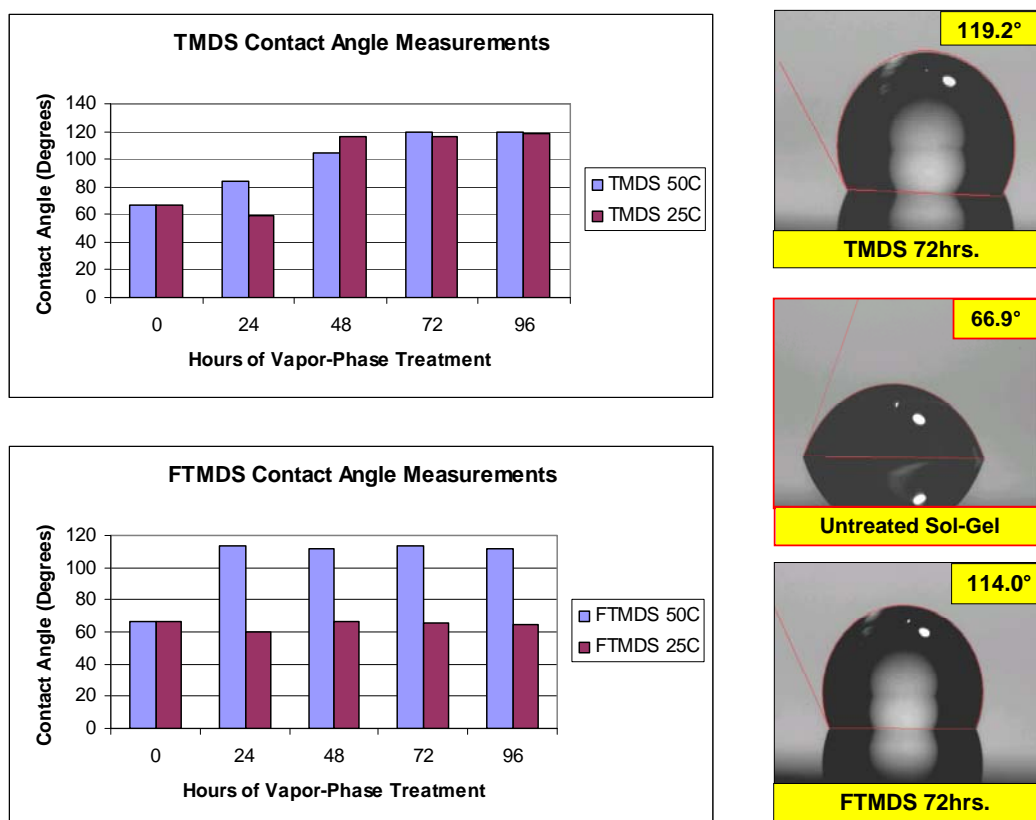 TMDS Contact Angle Measurements
140
120
100
80
60
40
20
0
Contact Angle (Degrees)
0 24 48 72 96
Hours of Vapor-Phase Treatment
TMDS 50C
TMDS 25C
FTMDS Contact Angle Measurements
120
100
80
60
40
20
0
Contact Angle (Degrees)
0 24 48 72 96
Hours of Vapor-Phase Treatment
FTMDS 50C
FTMDS 25C
119.2°
TMDS 72hrs.
66.9°
Untreated Sol-Gel
114.0°
FTMDS 72hrs.